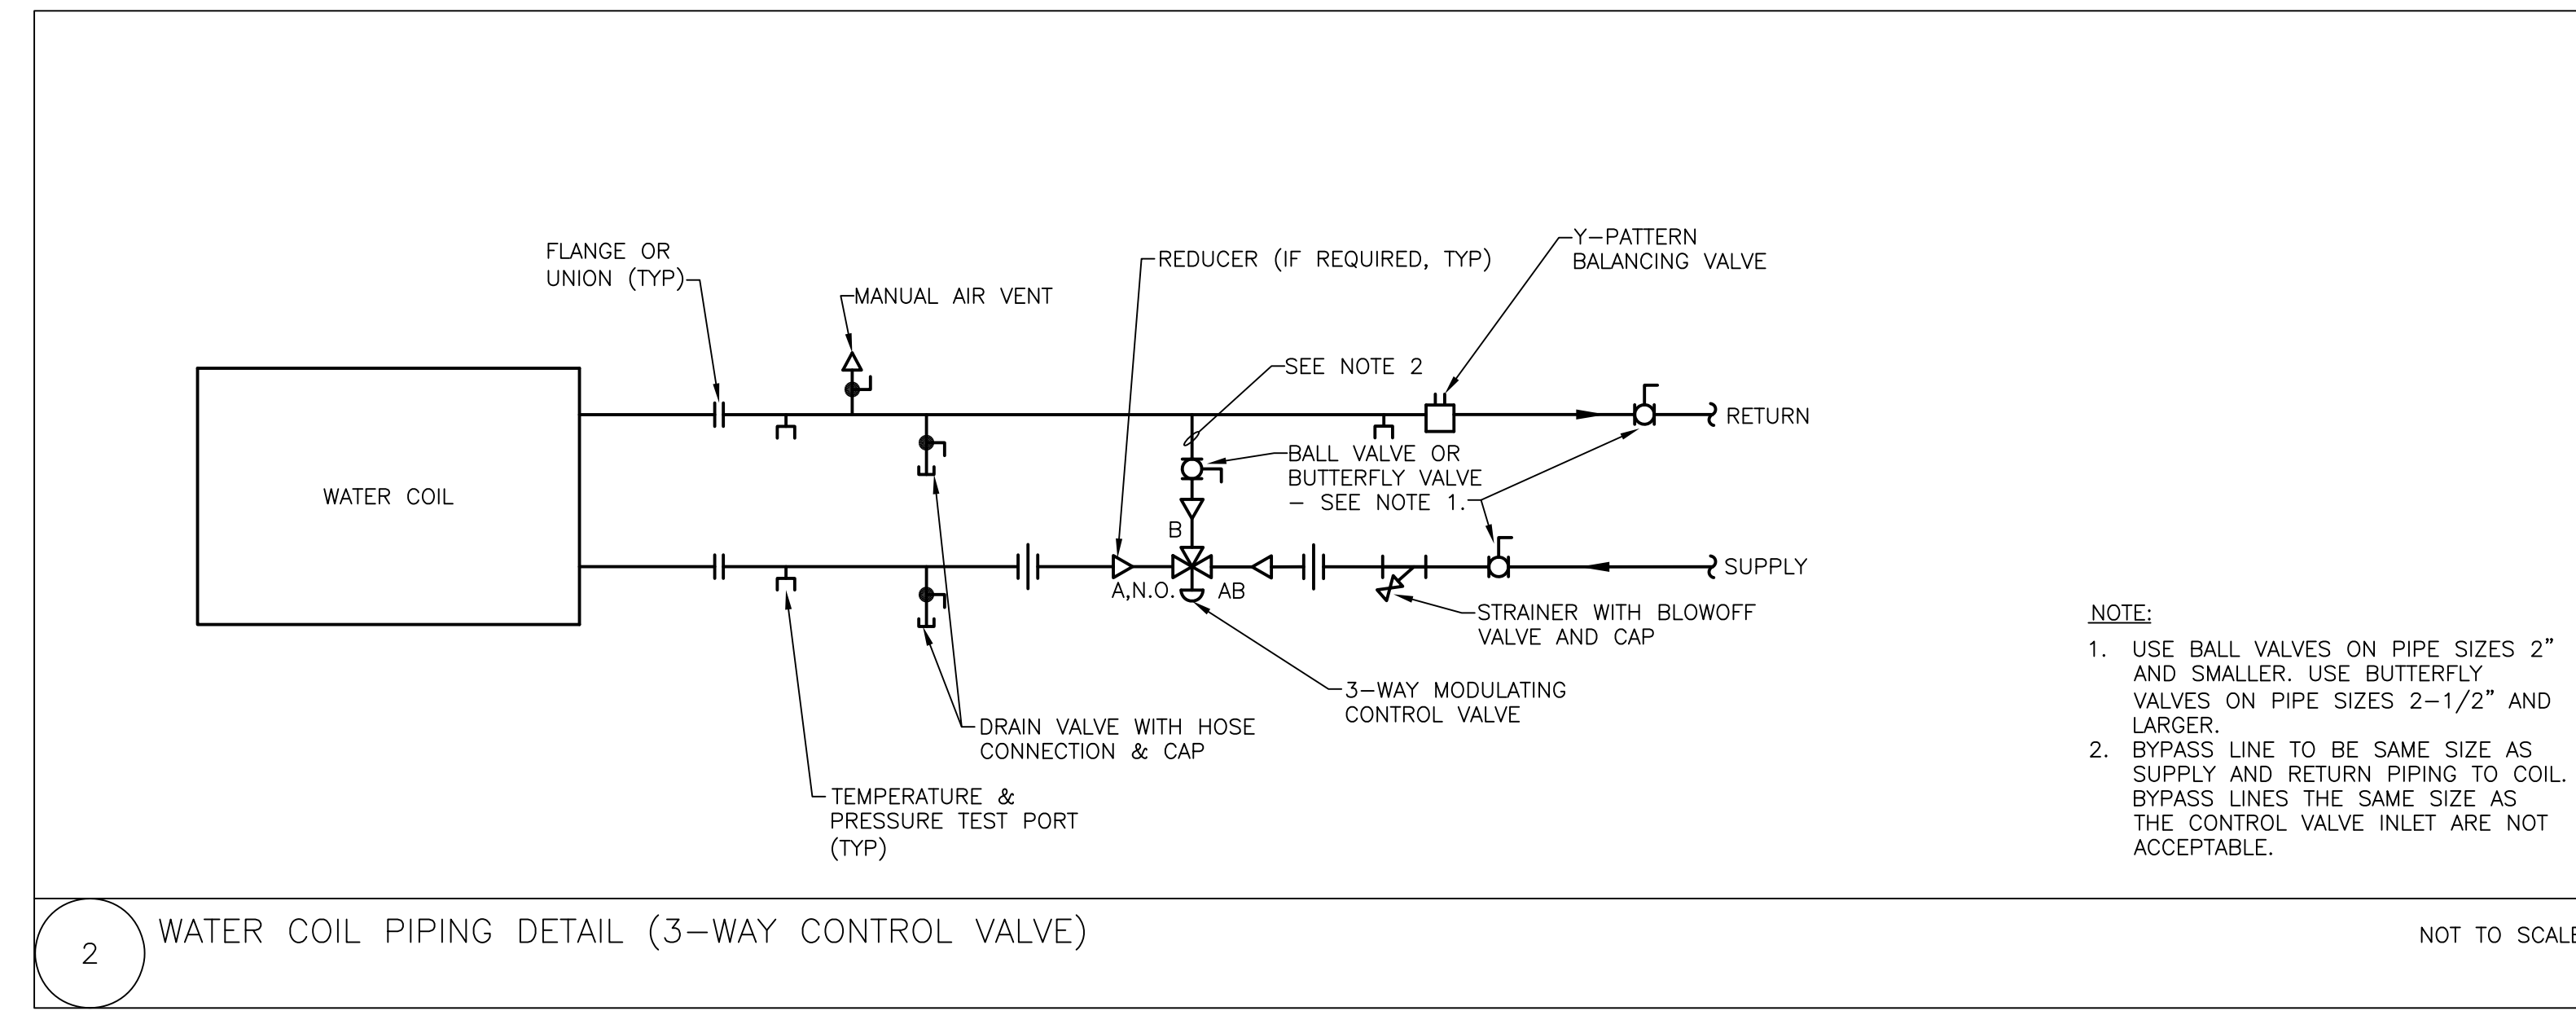 FLANGE OR
UNION (TYP)
MANUAL AIR VENT
REDUCER (IF REQUIRED, TYP)
Y-PATTERN
BALANCING VALVE
SEE NOTE 2
RETURN
BALL VALVE OR
BUTTERFLY VALVE
- SEE NOTE 1.
WATER COIL
B
A,N.O.
AB
SUPPLY
STRAINER WITH BLOWOFF
VALVE AND CAP
3-WAY MODULATING
CONTROL VALVE
DRAIN VALVE WITH HOSE
CONNECTION & CAP
TEMPERATURE &
PRESSURE TEST PORT
(TYP)
NOTE:
1. USE BALL VALVES ON PIPE SIZES 2"
AND SMALLER. USE BUTTERFLY
VALVES ON PIPE SIZES 2-1/2" AND
LARGER.
2. BYPASS LINE TO BE SAME SIZE AS
SUPPLY AND RETURN PIPING TO COIL.
BYPASS LINES THE SAME SIZE AS
THE CONTROL VALVE INLET ARE NOT
ACCEPTABLE.
2
WATER COIL PIPING DETAIL (3-WAY CONTROL VALVE)
NOT TO SCALE